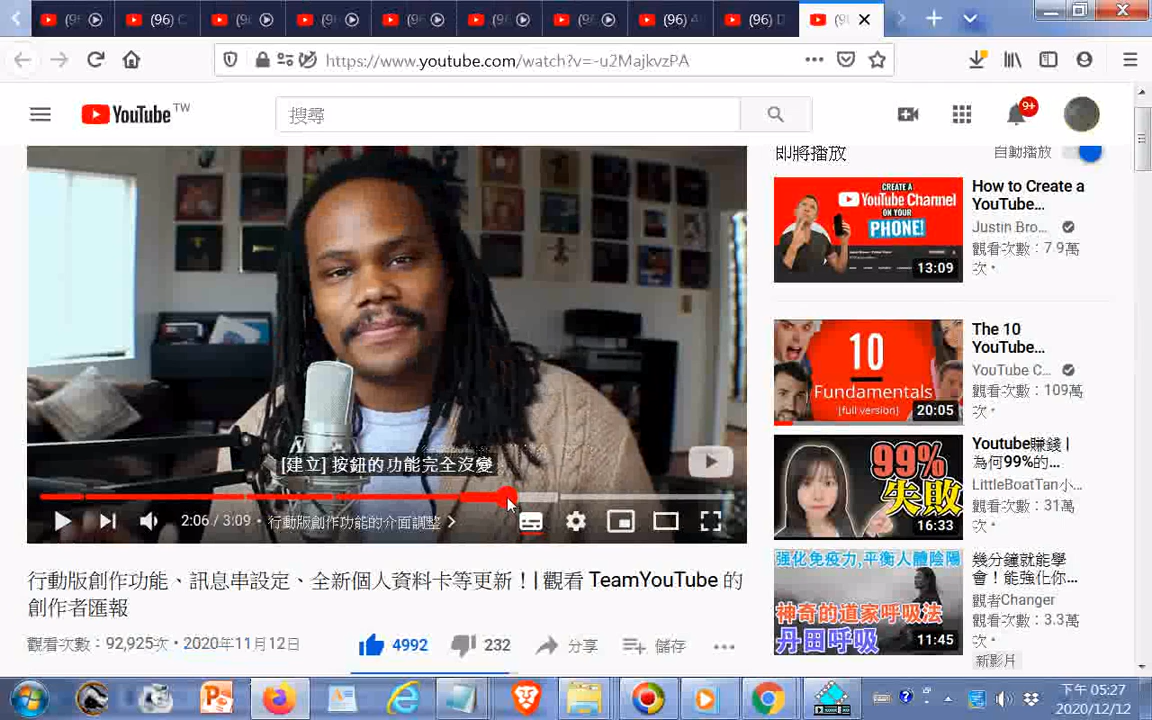 (96) C
(96)
(96) 4
(96) D
https://www.youtube.com/watch?v=-u2MajkvzPA
YouTube TW
搜尋
9+
即將播放
自動播放
CREATE A
YouTube Channel
ON YOUR
PHONE!
13:09
How to Create a
YouTube...
Justin Bro...
觀看次數：7.9萬
次・
10
Fundamentals
[full version]
20:05
The 10
YouTube...
YouTube C...
觀看次數：109萬
次・
99%
失敗
16:33
Youtube賺錢 |
為何99%的...
LittleBoatTan小...
觀看次數：31萬
次・
强化免疫力,平衡人體陰陽
神奇的道家呼吸法
丹田呼吸
11:45
幾分鐘就能學
會！能強化你...
觀者Changer
觀看次數：3.3萬
次・
新影片
[建立] 按鈕的功能完全沒變
2:06 / 3:09・行動版創作功能的介面調整
行動版創作功能、訊息串設定、全新個人資料卡等更新！| 觀看 TeamYouTube 的
創作者匯報
觀看次數：92,925次・2020年11月12日
4992
232
分享
儲存
下午 05:27
2020/12/12